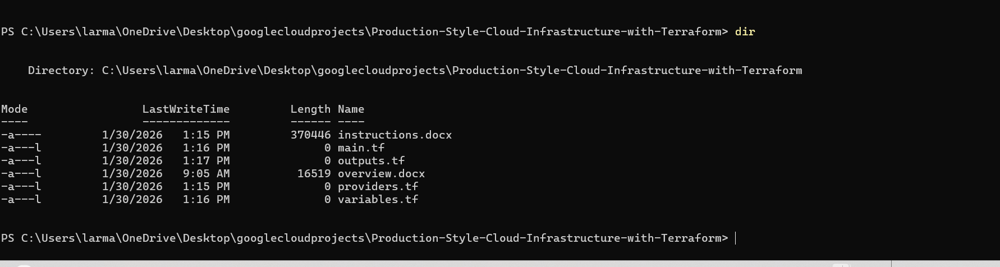 PS C:\Users\larma\OneDrive\Desktop\googlecloudprojects\Production-Style-Cloud-Infrastructure-with-Terraform> dir
    Directory: C:\Users\larma\OneDrive\Desktop\googlecloudprojects\Production-Style-Cloud-Infrastructure-with-Terraform
Mode                 LastWriteTime         Length Name
----                 -------------         ------ ----
-a----         1/30/2026   1:15 PM         370446 instructions.docx
-a---l         1/30/2026   1:16 PM              0 main.tf
-a---l         1/30/2026   1:17 PM              0 outputs.tf
-a---l         1/30/2026   9:05 AM          16519 overview.docx
-a---l         1/30/2026   1:15 PM              0 providers.tf
-a---l         1/30/2026   1:16 PM              0 variables.tf
PS C:\Users\larma\OneDrive\Desktop\googlecloudprojects\Production-Style-Cloud-Infrastructure-with-Terraform>